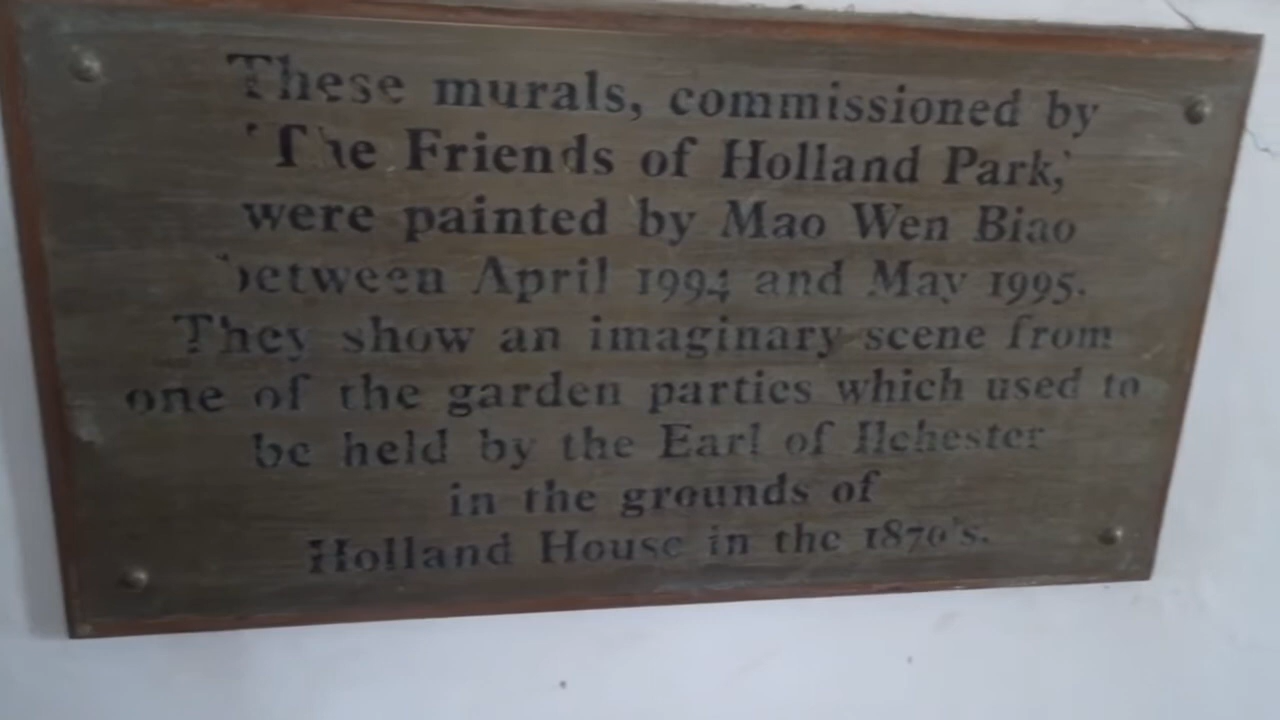 These murals, commissioned by
'The Friends of Holland Park,'
were painted by Mao Wen Biao
between April 1994 and May 1995.
They show an imaginary scene from
one of the garden parties which used to
be held by the Earl of Ilchester
in the grounds of
Holland House in the 1870's.